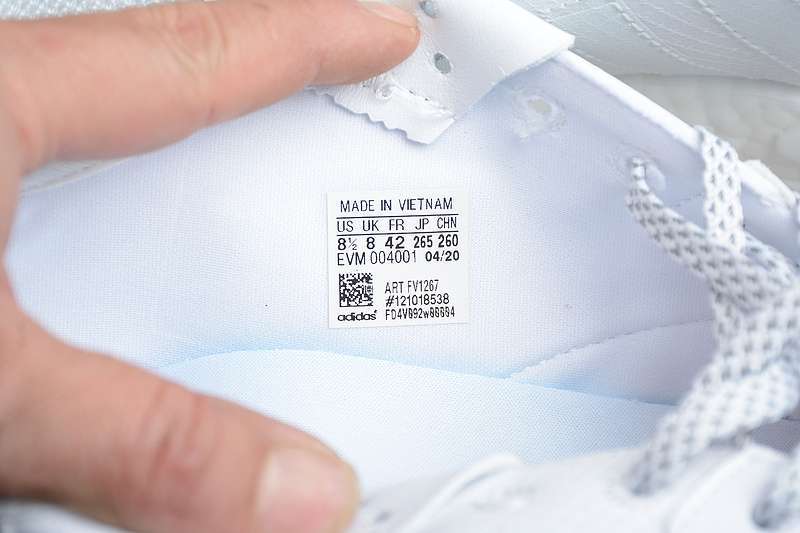 MADE IN VIETNAM
US UK FR JP CHN
8½ 8 42 265 260
EVM 004001 04/20
ART FV1267
#121018538
adidas FD4V092w00004